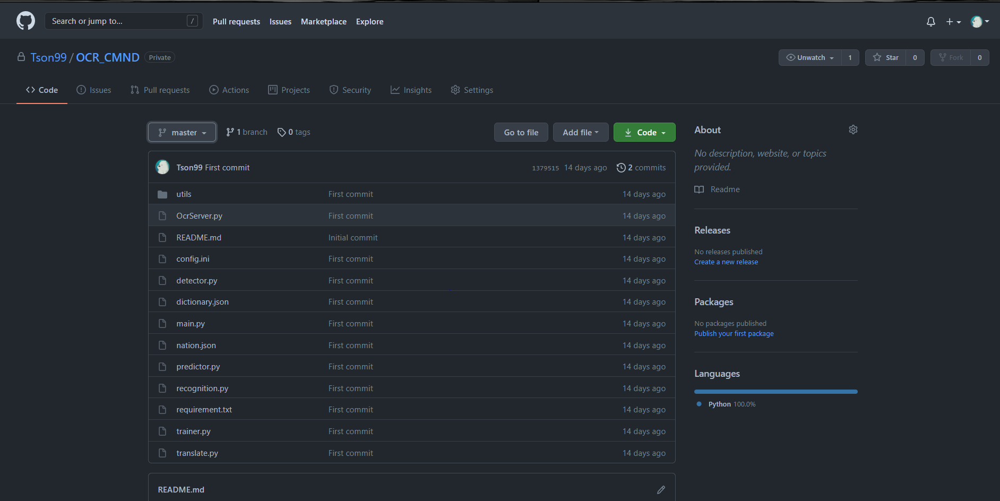 Search or jump to... / Pull requests Issues Marketplace Explore
Tson99 / OCR_CMND Private Unwatch 1 Star 0 Fork 0
Code Issues Pull requests Actions Projects Security Insights Settings
master 1 branch 0 tags Go to file Add file Code
About
No description, website, or topics
provided.
Readme
Tson99 First commit 1379515 14 days ago 2 commits
utils First commit 14 days ago
OcrServer.py First commit 14 days ago
README.md Initial commit 14 days ago
config.ini First commit 14 days ago
detector.py First commit 14 days ago
dictionary.json First commit 14 days ago
main.py First commit 14 days ago
nation.json First commit 14 days ago
predictor.py First commit 14 days ago
recognition.py First commit 14 days ago
requirement.txt First commit 14 days ago
trainer.py First commit 14 days ago
translate.py First commit 14 days ago
Releases
No releases published
Create a new release
Packages
No packages published
Publish your first package
Languages
Python 100.0%
README.md